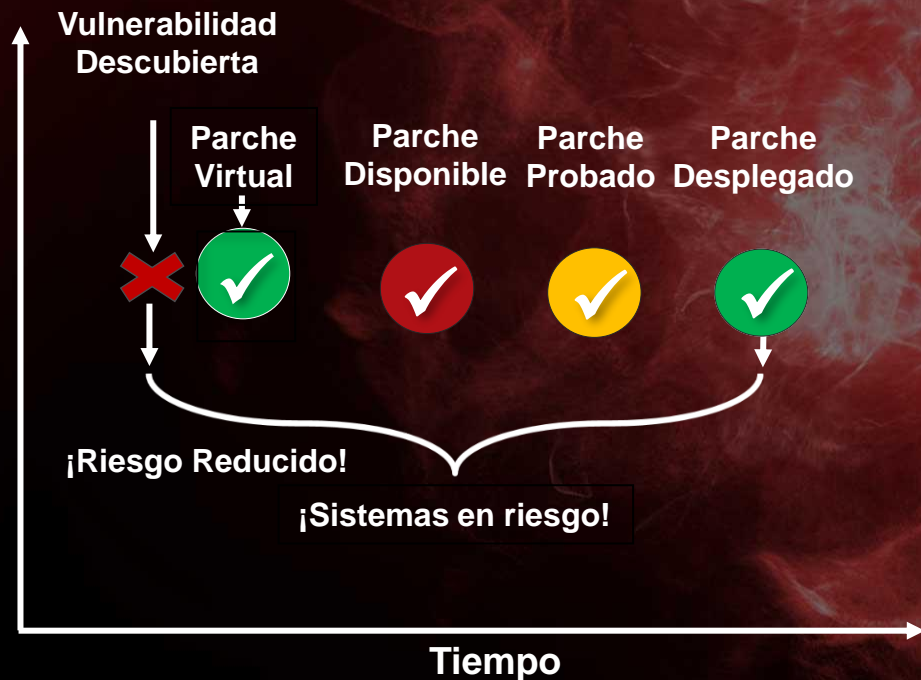 Vulnerabilidad
Descubierta
Parche
Virtual
Parche
Disponible
Parche
Probado
Parche
Desplegado
¡Riesgo Reducido!
¡Sistemas en riesgo!
Tiempo